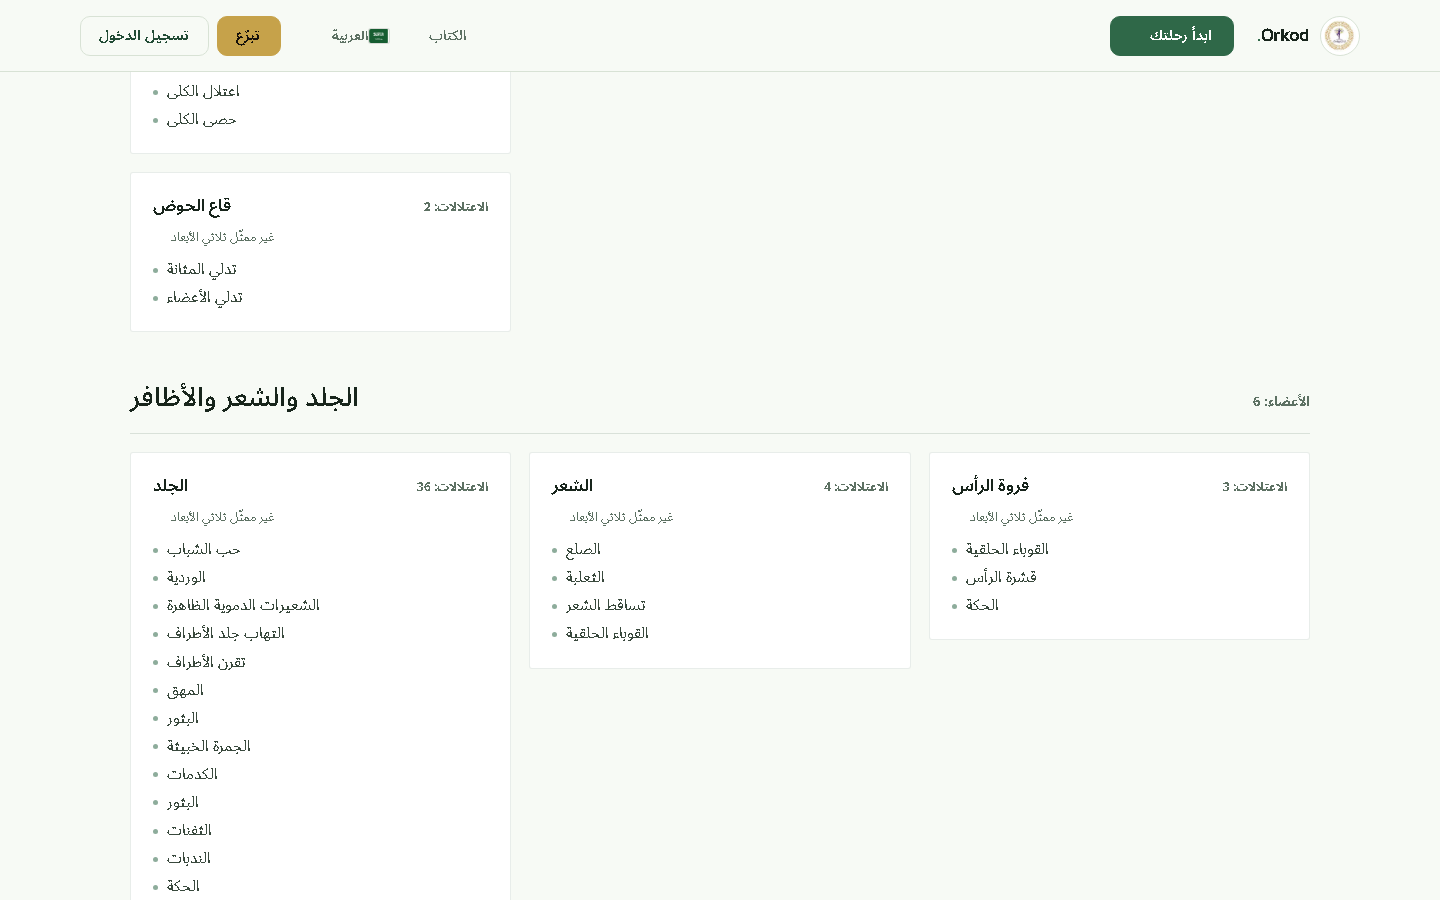 Orkod.
ابدأ رحلتك
الكتاب
العربية
تبرّع
تسجيل الدخول
اعتلال الكلى
حصى الكلى
قاع الحوض
الاعتلالات: 2
غير ممثّل ثلاثي الأبعاد
تدلي المثانة
تدلي الأعضاء
الجلد والشعر والأظافر
الأعضاء: 6
فروة الرأس
الاعتلالات: 3
غير ممثّل ثلاثي الأبعاد
القوباء الحلقية
قشرة الرأس
الحكة
الشعر
الاعتلالات: 4
غير ممثّل ثلاثي الأبعاد
الصلع
الثعلبة
تساقط الشعر
القوباء الحلقية
الجلد
الاعتلالات: 36
غير ممثّل ثلاثي الأبعاد
حب الشباب
الوردية
الشعيرات الدموية الظاهرة
التهاب جلد الأطراف
تقرن الأطراف
المهق
البثور
الجمرة الخبيثة
الكدمات
البثور
الثفنات
الندبات
الحكة